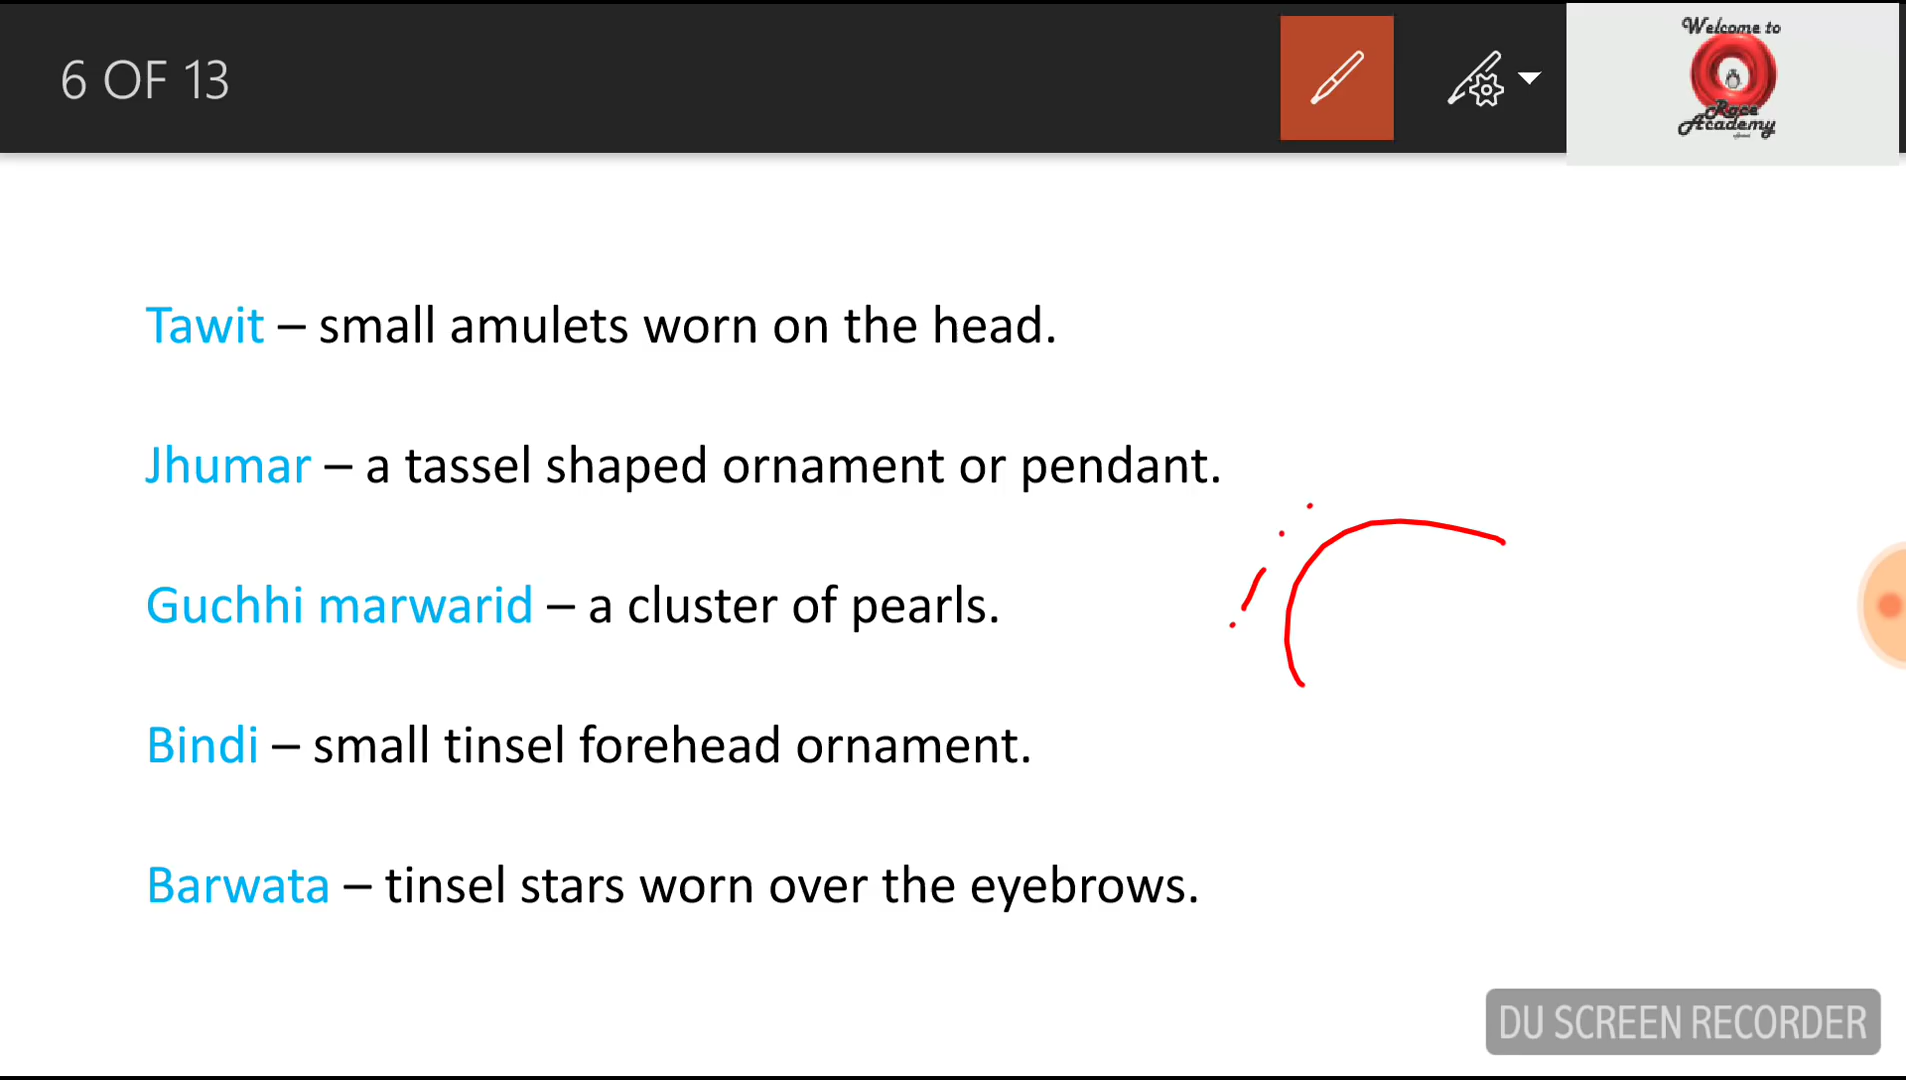 6 OF 13
Welcome to
Race
Academy
Tawit – small amulets worn on the head.
Jhumar – a tassel shaped ornament or pendant.
Guchhi marwarid – a cluster of pearls.
Bindi – small tinsel forehead ornament.
Barwata – tinsel stars worn over the eyebrows.
DU SCREEN RECORDER